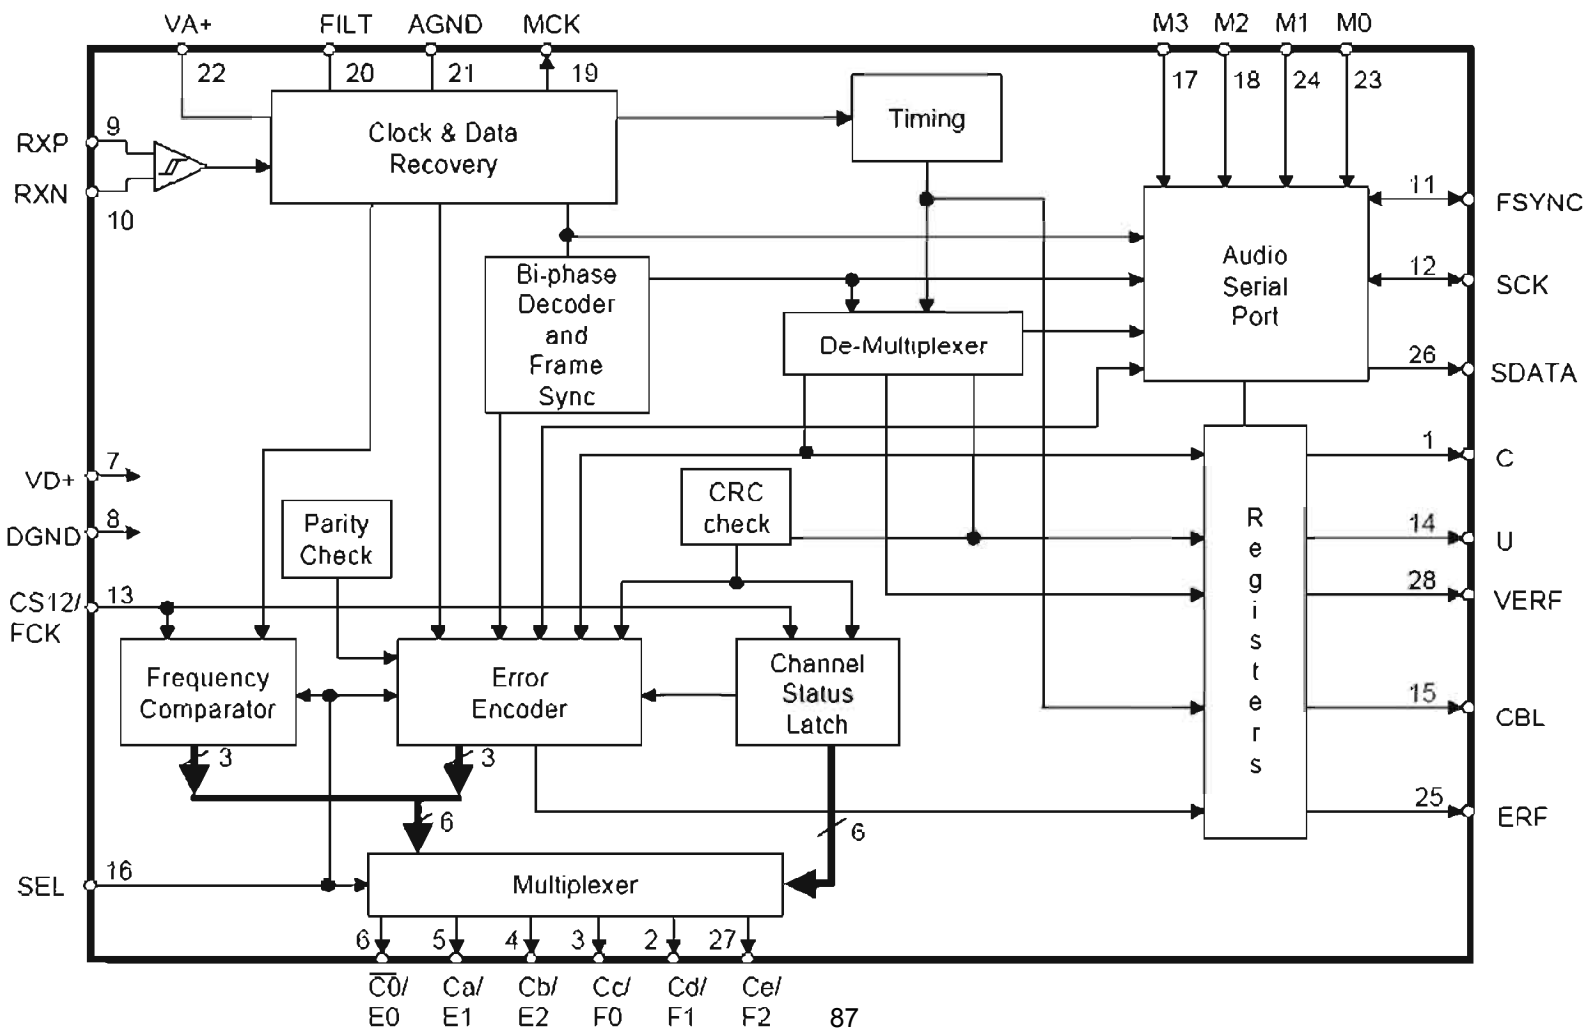 VA+ FILT AGND MCK M3 M2 M1 M0
22 20 21 19 17 18 24 23
RXP 9
RXN 10
Clock & Data
Recovery
Timing
Bi-phase
Decoder
and
Frame
Sync
De-Multiplexer
Audio
Serial
Port
11 FSYNC
12 SCK
26 SDATA
VD+ 7
DGND 8
CS12/ 13
FCK
Parity
Check
CRC
check
Registers
1 C
14 U
28 VERF
15 CBL
25 ERF
Frequency
Comparator
Error
Encoder
Channel
Status
Latch
3 3
6 6
SEL 16
Multiplexer
6 5 4 3 2 27
C̅0̅/ Ca/ Cb/ Cc/ Cd/ Ce/
E0 E1 E2 F0 F1 F2 87